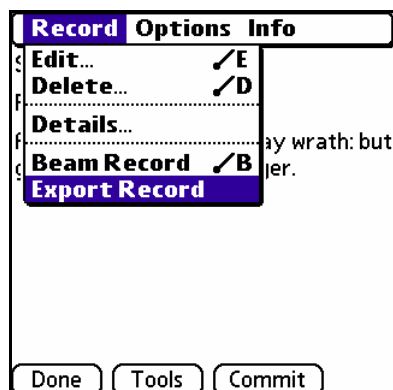 Record Options Info
Edit... ✓E
Delete... ✓D
Details...
ay wrath: but
Beam Record ✓B
ger.
Export Record
Done Tools Commit